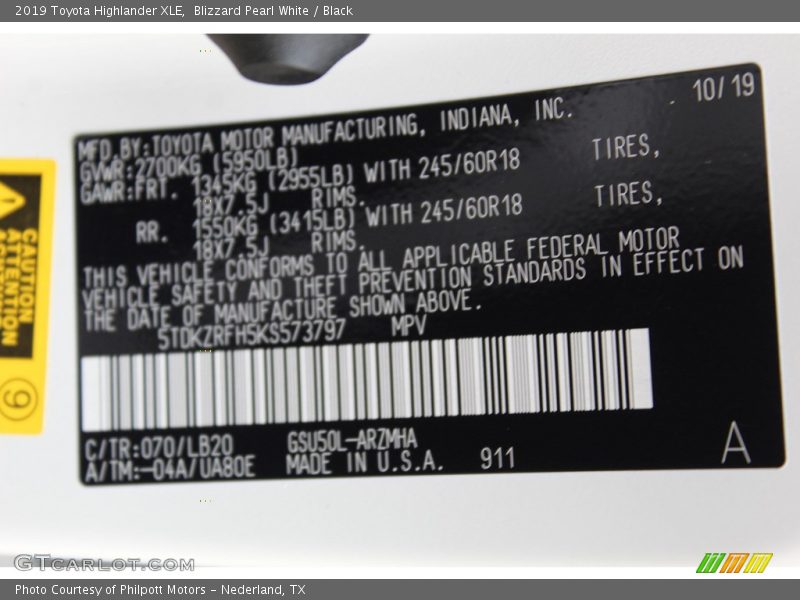 2019 Toyota Highlander XLE, Blizzard Pearl White / Black
10/19
MFD.BY:TOYOTA MOTOR MANUFACTURING, INDIANA, INC.
GVWR:2700KG (5950LB)
GAWR:FRT. 1345KG (2955LB) WITH 245/60R18 TIRES,
18X7.5J RIMS.
RR. 1550KG (3415LB) WITH 245/60R18 TIRES,
18X7.5J RIMS.
THIS VEHICLE CONFORMS TO ALL APPLICABLE FEDERAL MOTOR
VEHICLE SAFETY AND THEFT PREVENTION STANDARDS IN EFFECT ON
THE DATE OF MANUFACTURE SHOWN ABOVE.
5TDKZRFH5KS573797 MPV
C/TR:070/LB20 GSU50L-ARZMHA
A/TM:-04A/UA80E MADE IN U.S.A. 911
A
CAUTION
ATTENTION
9
GTCARLOT.COM
Photo Courtesy of Philpott Motors - Nederland, TX